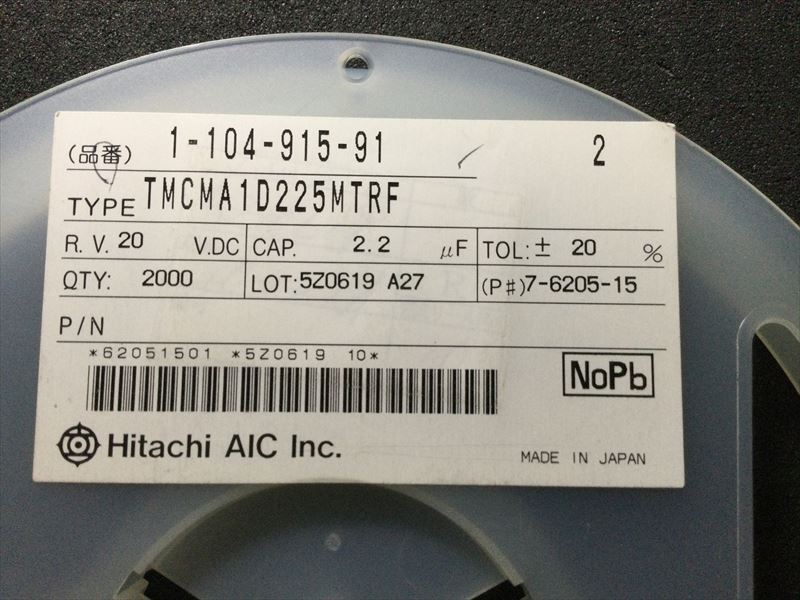 (品番) 1-104-915-91 2
TYPE TMCMA1D225MTRF
R.V. 20 V.DC CAP. 2.2 μF TOL: ± 20 %
QTY: 2000 LOT:5Z0619 A27 (P#)7-6205-15
P/N
*62051501 *5Z0619 10*
NoPb
Hitachi AIC Inc.
MADE IN JAPAN